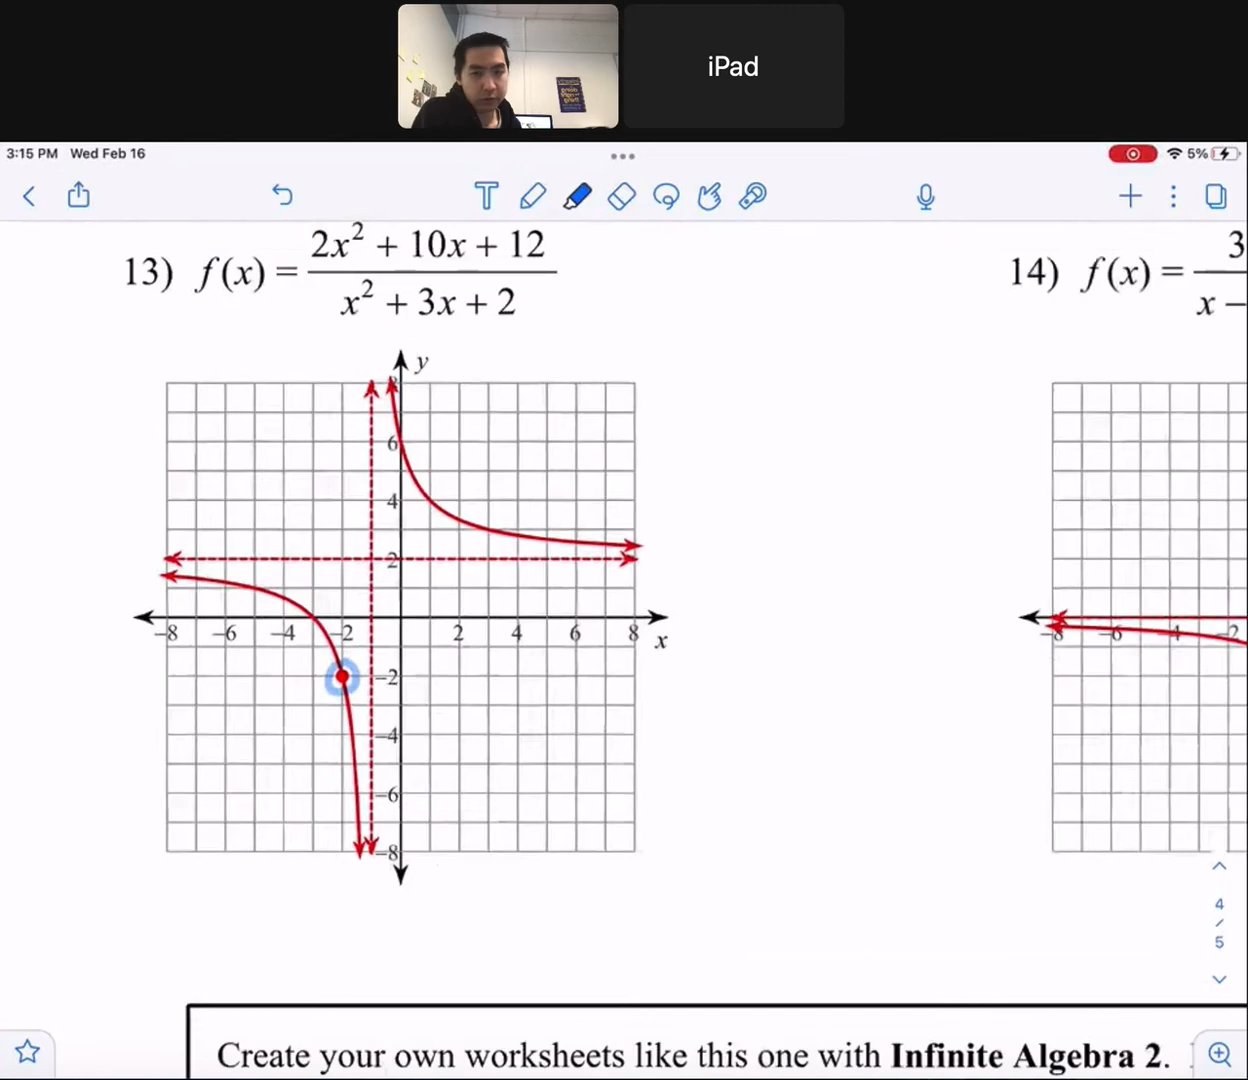 iPad
3:15 PM Wed Feb 16
5%
T
13) f(x) = (2x² + 10x + 12) / (x² + 3x + 2)
14) f(x) = 3 / x −
y
6
4
2
−8 −6 −4 −2 2 4 6 8
x
−2
−4
−6
−8
−8 −6 −4 −2
4
/
5
Create your own worksheets like this one with Infinite Algebra 2.